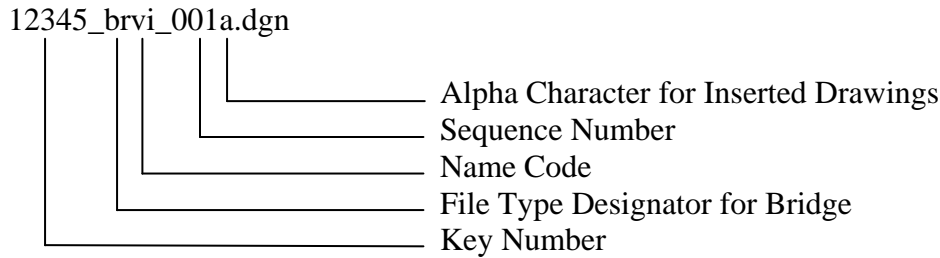 12345_brvi_001a.dgn
Alpha Character for Inserted Drawings
Sequence Number
Name Code
File Type Designator for Bridge
Key Number